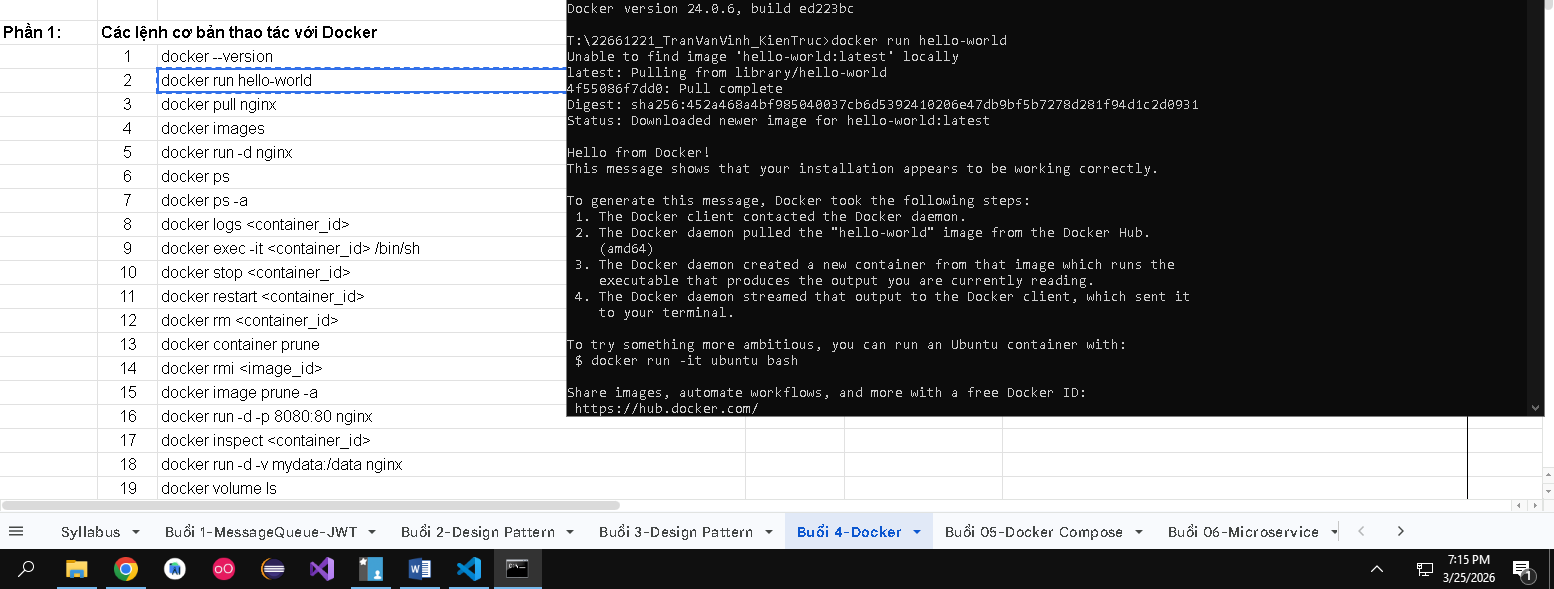 Phần 1:
Các lệnh cơ bản thao tác với Docker
1 docker --version
2 docker run hello-world
3 docker pull nginx
4 docker images
5 docker run -d nginx
6 docker ps
7 docker ps -a
8 docker logs <container_id>
9 docker exec -it <container_id> /bin/sh
10 docker stop <container_id>
11 docker restart <container_id>
12 docker rm <container_id>
13 docker container prune
14 docker rmi <image_id>
15 docker image prune -a
16 docker run -d -p 8080:80 nginx
17 docker inspect <container_id>
18 docker run -d -v mydata:/data nginx
19 docker volume ls
Docker version 24.0.6, build ed223bc
T:\22661221_TranVanVinh_KienTruc>docker run hello-world
Unable to find image 'hello-world:latest' locally
latest: Pulling from library/hello-world
4f55086f7dd0: Pull complete
Digest: sha256:452a468a4bf985040037cb6d5392410206e47db9bf5b7278d281f94d1c2d0931
Status: Downloaded newer image for hello-world:latest
Hello from Docker!
This message shows that your installation appears to be working correctly.
To generate this message, Docker took the following steps:
1. The Docker client contacted the Docker daemon.
2. The Docker daemon pulled the "hello-world" image from the Docker Hub.
(amd64)
3. The Docker daemon created a new container from that image which runs the
executable that produces the output you are currently reading.
4. The Docker daemon streamed that output to the Docker client, which sent it
to your terminal.
To try something more ambitious, you can run an Ubuntu container with:
$ docker run -it ubuntu bash
Share images, automate workflows, and more with a free Docker ID:
https://hub.docker.com/
Syllabus Buổi 1-MessageQueue-JWT Buổi 2-Design Pattern Buổi 3-Design Pattern Buổi 4-Docker Buổi 05-Docker Compose Buổi 06-Microservice
7:15 PM
3/25/2026
1